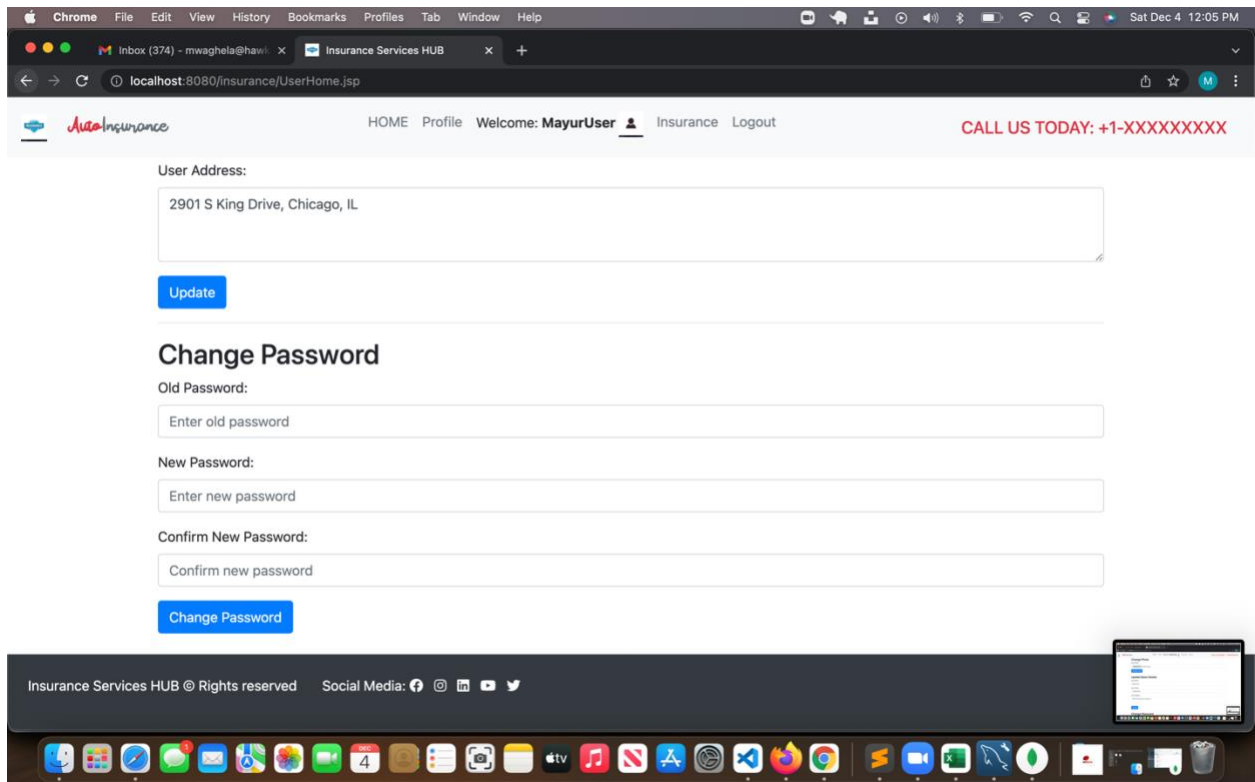 Chrome File Edit View History Bookmarks Profiles Tab Window Help Sat Dec 4 12:05 PM
Inbox (374) - mwaghela@hawk Insurance Services HUB
localhost:8080/insurance/UserHome.jsp M
AutoInsurance HOME Profile Welcome: MayurUser Insurance Logout CALL US TODAY: +1-XXXXXXXXX
User Address:
2901 S King Drive, Chicago, IL
Update
Change Password
Old Password:
Enter old password
New Password:
Enter new password
Confirm New Password:
Confirm new password
Change Password
Insurance Services HUB © Rights reserved Social Media:
DEC
4
tv